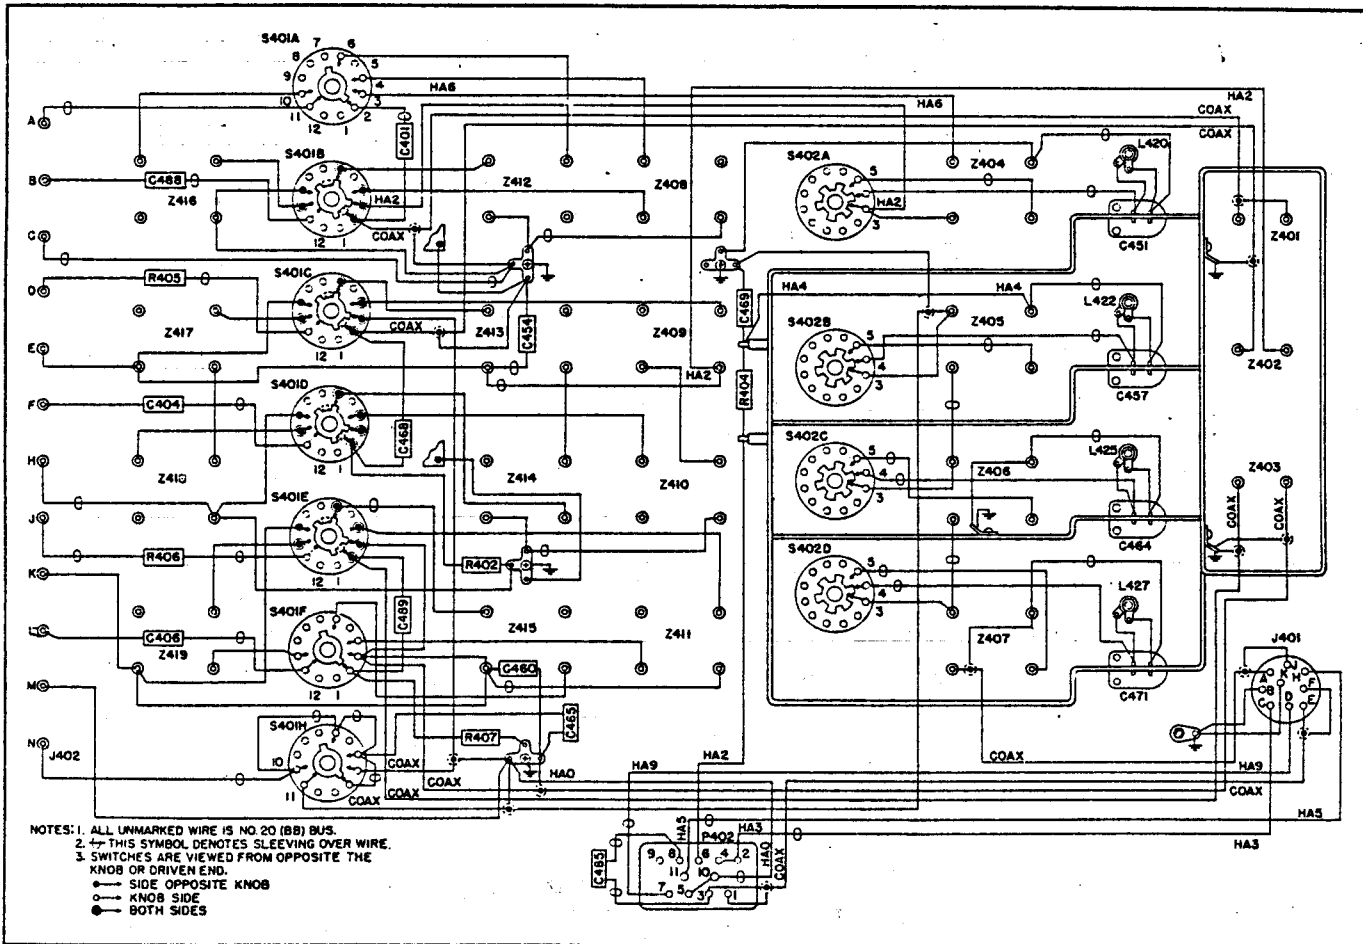 S401A
7 6
8 5
9 4
10 3
11 12 1 2
HA6
HA6
HA2
COAX
COAX
A
C401
S401B
S402A
Z404
L420
B
C488
Z416
HA2
Z412
Z408
5
HA2
3
12 1
COAX
C451
Z401
C
D
R405
S401C
HA4
HA4
L422
C469
Z417
COAX
Z413
C454
Z409
S402B
Z405
E
12 1
5
4
3
Z402
HA2
R404
C457
S401D
F
C404
C468
S402C
L425
H
12 1
5
4
3
Z406
Z403
Z414
Z410
S401E
COAX
COAX
J
C464
R406
R402
S402D
K
12 1
5
4
3
L427
S401F
C489
L
C406
Z419
Z415
Z411
Z407
J401
C460
12 1
A B C D E F H J K
M
C471
S401H
C465
N
J402
R407
10
11
COAX
COAX
COAX
HA0
HA2
HA9
COAX
HA9
COAX
HA5
HA3
HA5
P402
HA3
HA0
COAX
C485
9 8 6 4 2
11 10
7 5 3 1
NOTES: 1. ALL UNMARKED WIRE IS NO. 20 (BB) BUS.
2. THIS SYMBOL DENOTES SLEEVING OVER WIRE.
3. SWITCHES ARE VIEWED FROM OPPOSITE THE
KNOB OR DRIVEN END.
SIDE OPPOSITE KNOB
KNOB SIDE
BOTH SIDES